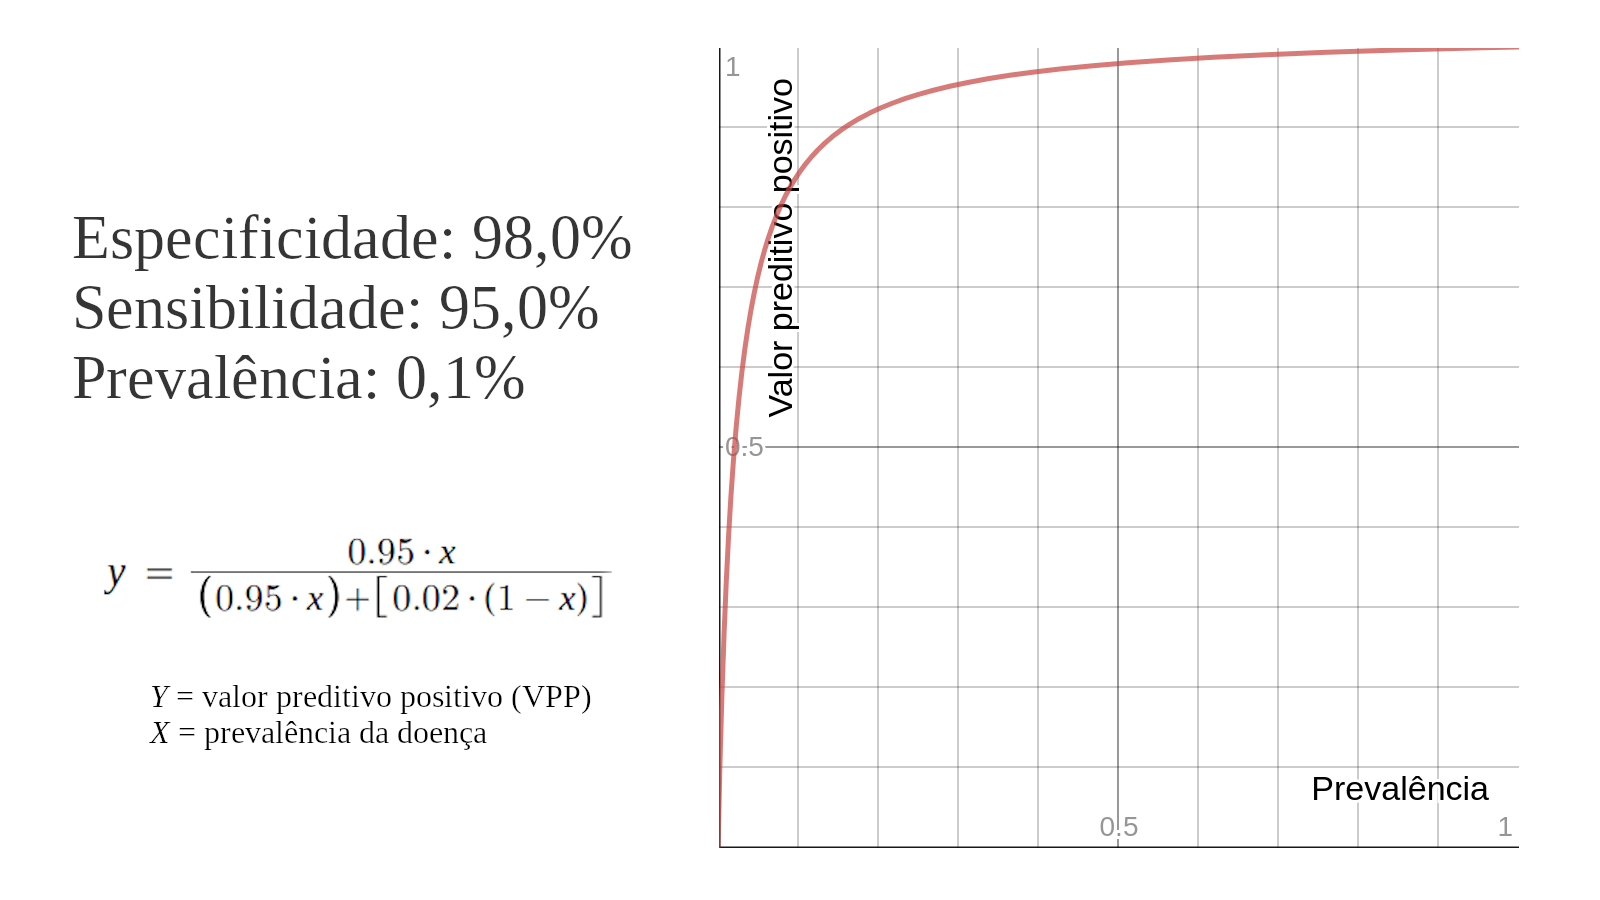 Especificidade: 98,0%
Sensibilidade: 95,0%
Prevalência: 0,1%
y = 0.95 · x / (0.95 · x) + [0.02 · (1 − x)]
Y = valor preditivo positivo (VPP)
X = prevalência da doença
1
Valor preditivo positivo
0.5
Prevalência
0.5
1